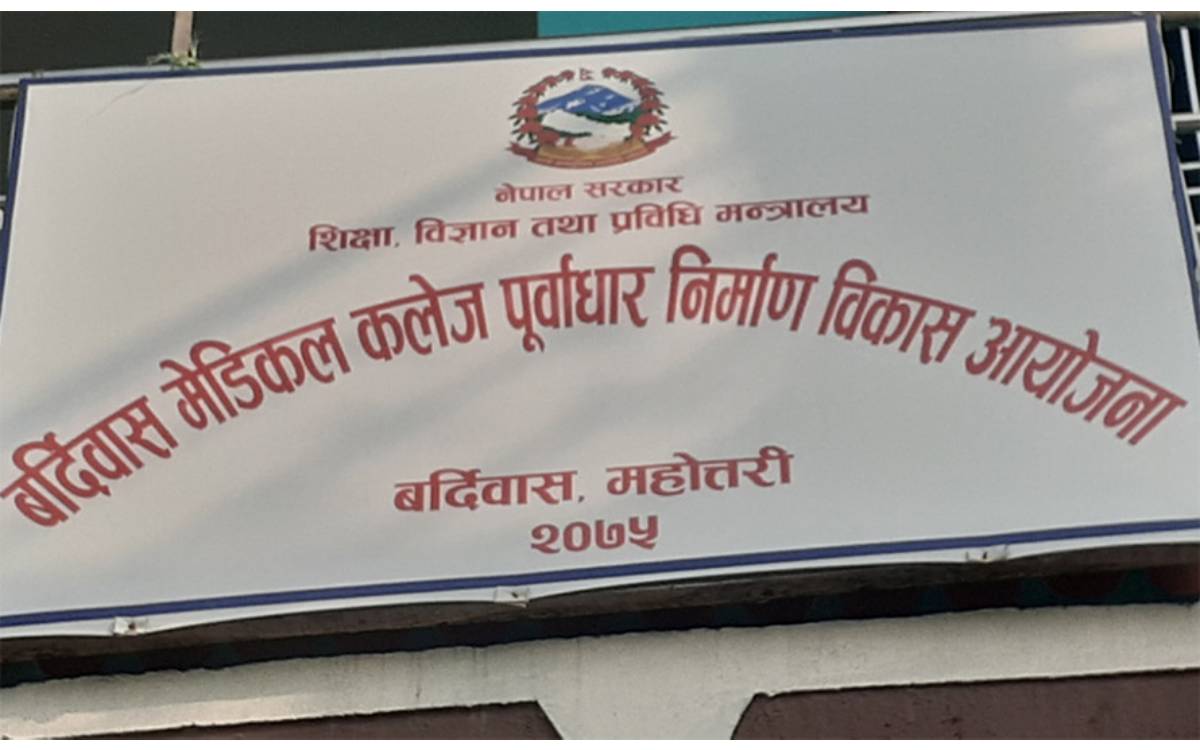 नेपाल सरकार
शिक्षा, विज्ञान तथा प्रविधि मन्त्रालय
बर्दिवास मेडिकल कलेज पूर्वाधार निर्माण विकास आयोजना
बर्दिवास, महोत्तरी
२०७५